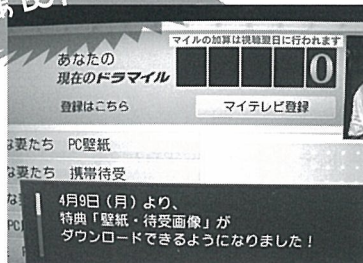 マイルの加算は視聴翌日に行われます
あなたの
現在のドラマイル
0
登録はこちら
マイテレビ登録
な妻たち PC壁紙
な妻たち 携帯待受
4月9日（月）より、
特典「壁紙・待受画像」が
ダウンロードできるようになりました！